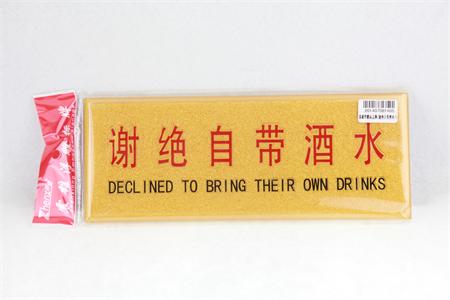 谢绝自带酒水
DECLINED TO BRING THEIR OWN DRINKS